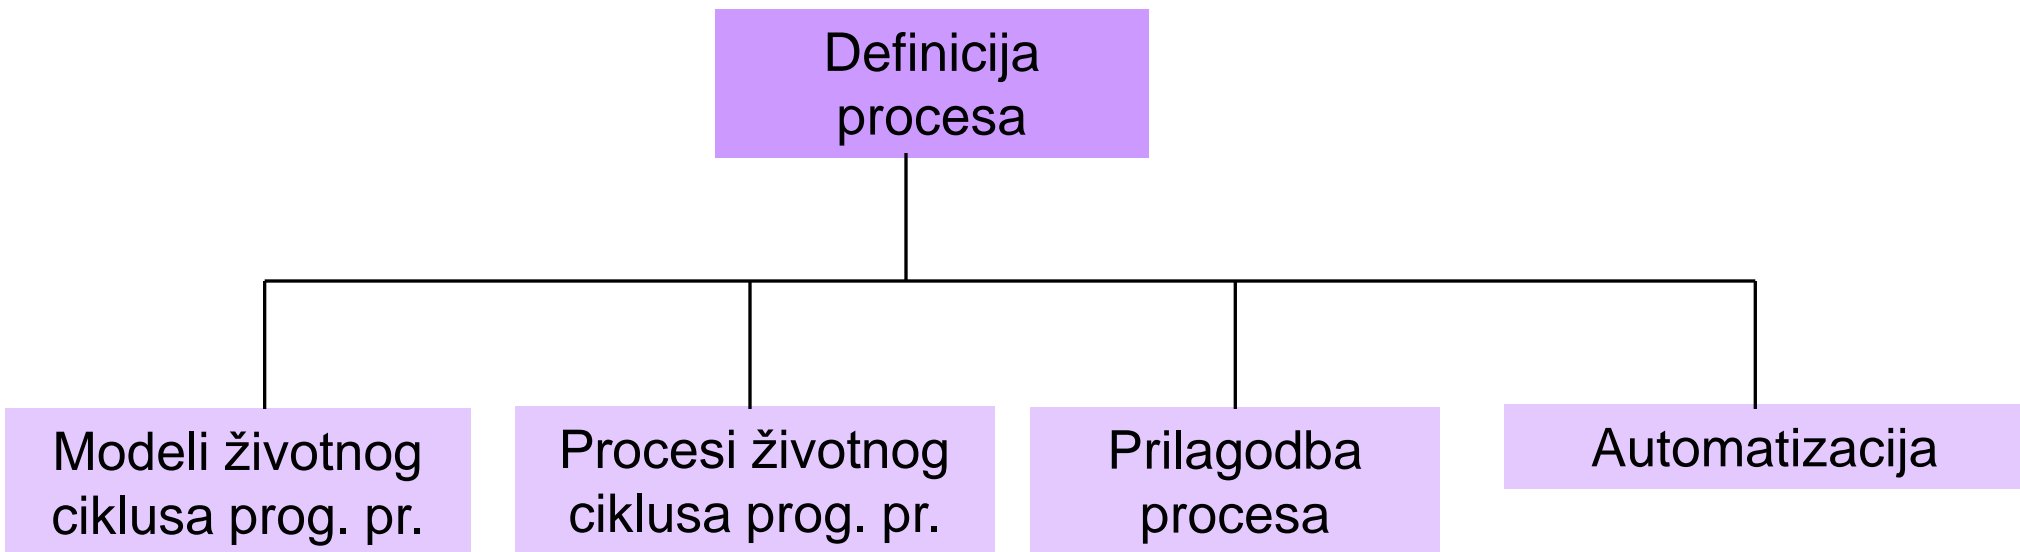 Definicija
procesa
Modeli životnog
ciklusa prog. pr.
Procesi životnog
ciklusa prog. pr.
Prilagodba
procesa
Automatizacija